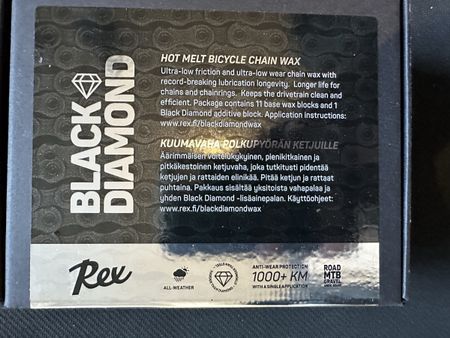 BLACK
DIAMOND
HOT MELT BICYCLE CHAIN WAX
Ultra-low friction and ultra-low wear chain wax with
record-breaking lubrication longevity. Longer life for
chains and chainrings. Keeps the drivetrain clean and
efficient. Package contains 11 base wax blocks and 1
Black Diamond additive block. Application instructions:
www.rex.fi/blackdiamondwax
KUUMAVAHA POLKUPYÖRÄN KETJUILLE
Äärimmäisen voitelukykyinen, pienikitkainen ja
pitkäkestoinen ketjuvaha, joka tutkitusti pidentää
ketjujen ja rattaiden elinikää. Pitää ketjun ja rattaat
puhtaina. Pakkaus sisältää yksitoista vahapalaa ja
yhden Black Diamond -lisäainepalan. Käyttöohjeet:
www.rex.fi/blackdiamondwax
Rex
ALL-WEATHER
ANTI-WEAR PROTECTION
1000+ KM
WITH A SINGLE APPLICATION
ROAD
MTB
GRAVEL